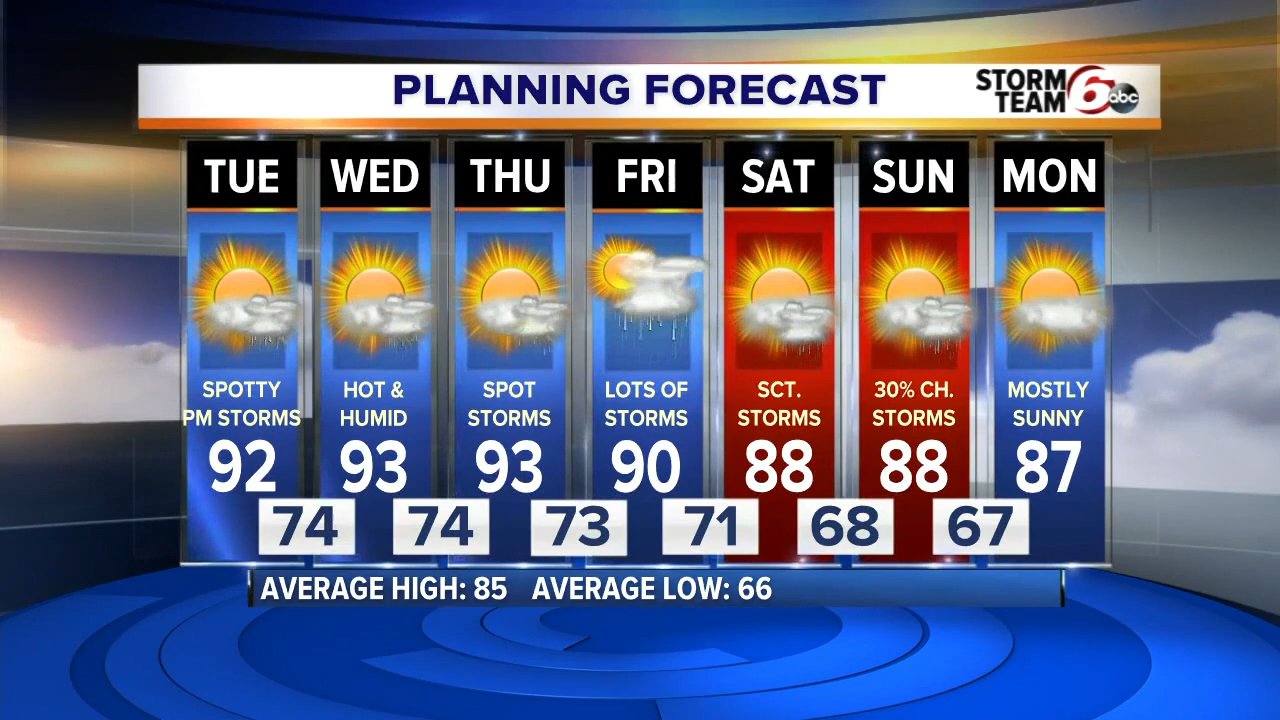 PLANNING FORECAST
STORM
TEAM 6 abc
TUE WED THU FRI SAT SUN MON
SPOTTY HOT & SPOT LOTS OF SCT. 30% CH. MOSTLY
PM STORMS HUMID STORMS STORMS STORMS STORMS SUNNY
92 93 93 90 88 88 87
74 74 73 71 68 67
AVERAGE HIGH: 85 AVERAGE LOW: 66